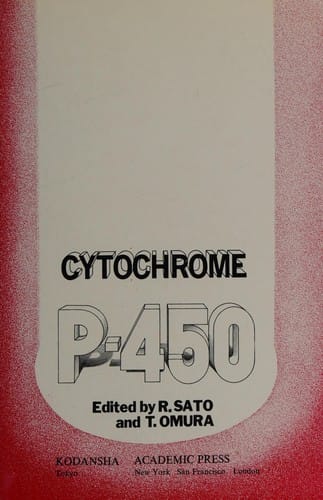 CYTOCHROME
P-450
Edited by R. SATO
and T. OMURA
KODANSHA ACADEMIC PRESS
Tokyo New York San Francisco London